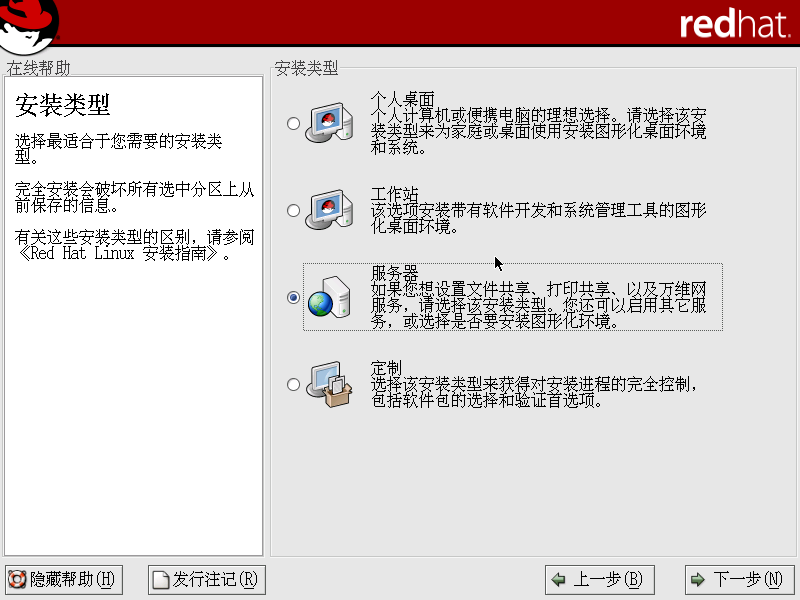 redhat.
在线帮助
安装类型
选择最适合于您需要的安装类
型。
完全安装会破坏所有选中分区上从
前保存的信息。
有关这些安装类型的区别，请参阅
《Red Hat Linux 安装指南》。
安装类型
个人桌面
个人计算机或便携电脑的理想选择。请选择该安
装类型来为家庭或桌面使用安装图形化桌面环境
和系统。
工作站
该选项安装带有软件开发和系统管理工具的图形
化桌面环境。
服务器
如果您想设置文件共享、打印共享、以及万维网
服务，请选择该安装类型。您还可以启用其它服
务，或选择是否要安装图形化环境。
定制
选择该安装类型来获得对安装进程的完全控制，
包括软件包的选择和验证首选项。
隐藏帮助(H)
发行注记(R)
上一步(B)
下一步(N)